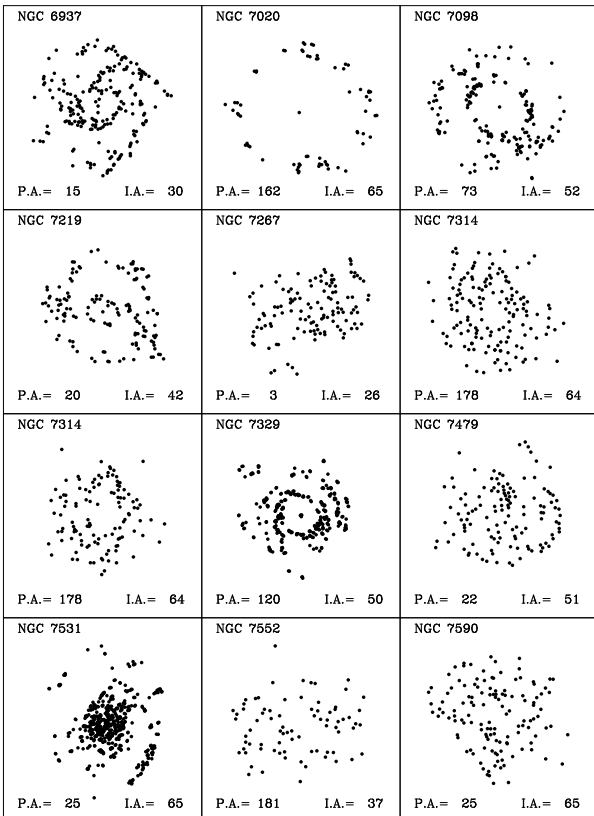 NGC 6937
P.A.= 15 I.A.= 30
NGC 7020
P.A.= 162 I.A.= 65
NGC 7098
P.A.= 73 I.A.= 52
NGC 7219
P.A.= 20 I.A.= 42
NGC 7267
P.A.= 3 I.A.= 26
NGC 7314
P.A.= 178 I.A.= 64
NGC 7314
P.A.= 178 I.A.= 64
NGC 7329
P.A.= 120 I.A.= 50
NGC 7479
P.A.= 22 I.A.= 51
NGC 7531
P.A.= 25 I.A.= 65
NGC 7552
P.A.= 181 I.A.= 37
NGC 7590
P.A.= 25 I.A.= 65